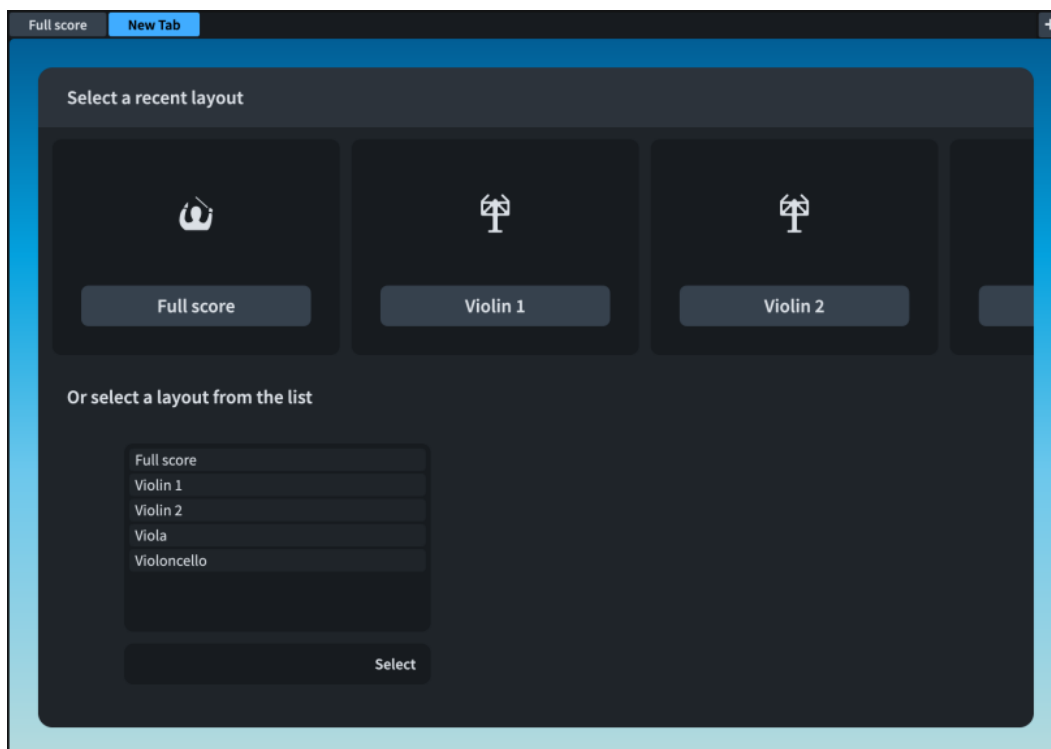 Full score New Tab +
Select a recent layout
Full score Violin 1 Violin 2
Or select a layout from the list
Full score
Violin 1
Violin 2
Viola
Violoncello
Select